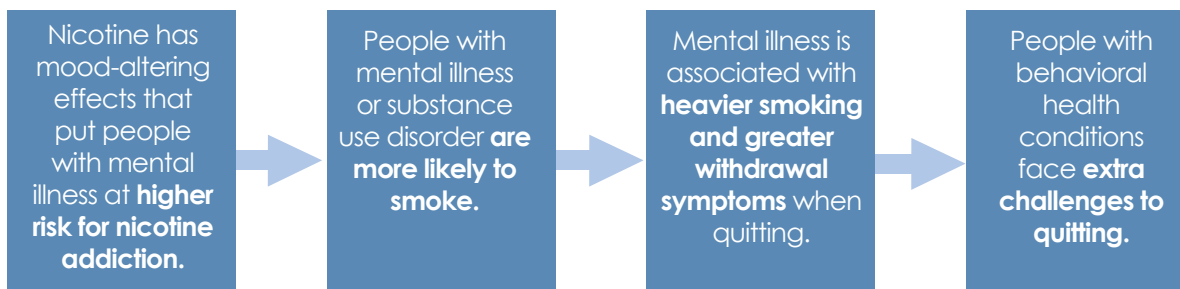 Nicotine has
mood-altering
effects that
put people
with mental
illness at higher
risk for nicotine
addiction.
People with
mental illness
or substance
use disorder are
more likely to
smoke.
Mental illness is
associated with
heavier smoking
and greater
withdrawal
symptoms when
quitting.
People with
behavioral
health
conditions
face extra
challenges to
quitting.